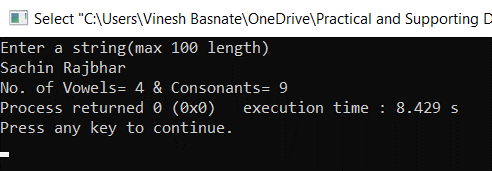 Select "C:\Users\Vinesh Basnate\OneDrive\Practical and Supporting D
Enter a string(max 100 length)
Sachin Rajbhar
No. of Vowels= 4 & Consonants= 9
Process returned 0 (0x0)   execution time : 8.429 s
Press any key to continue.